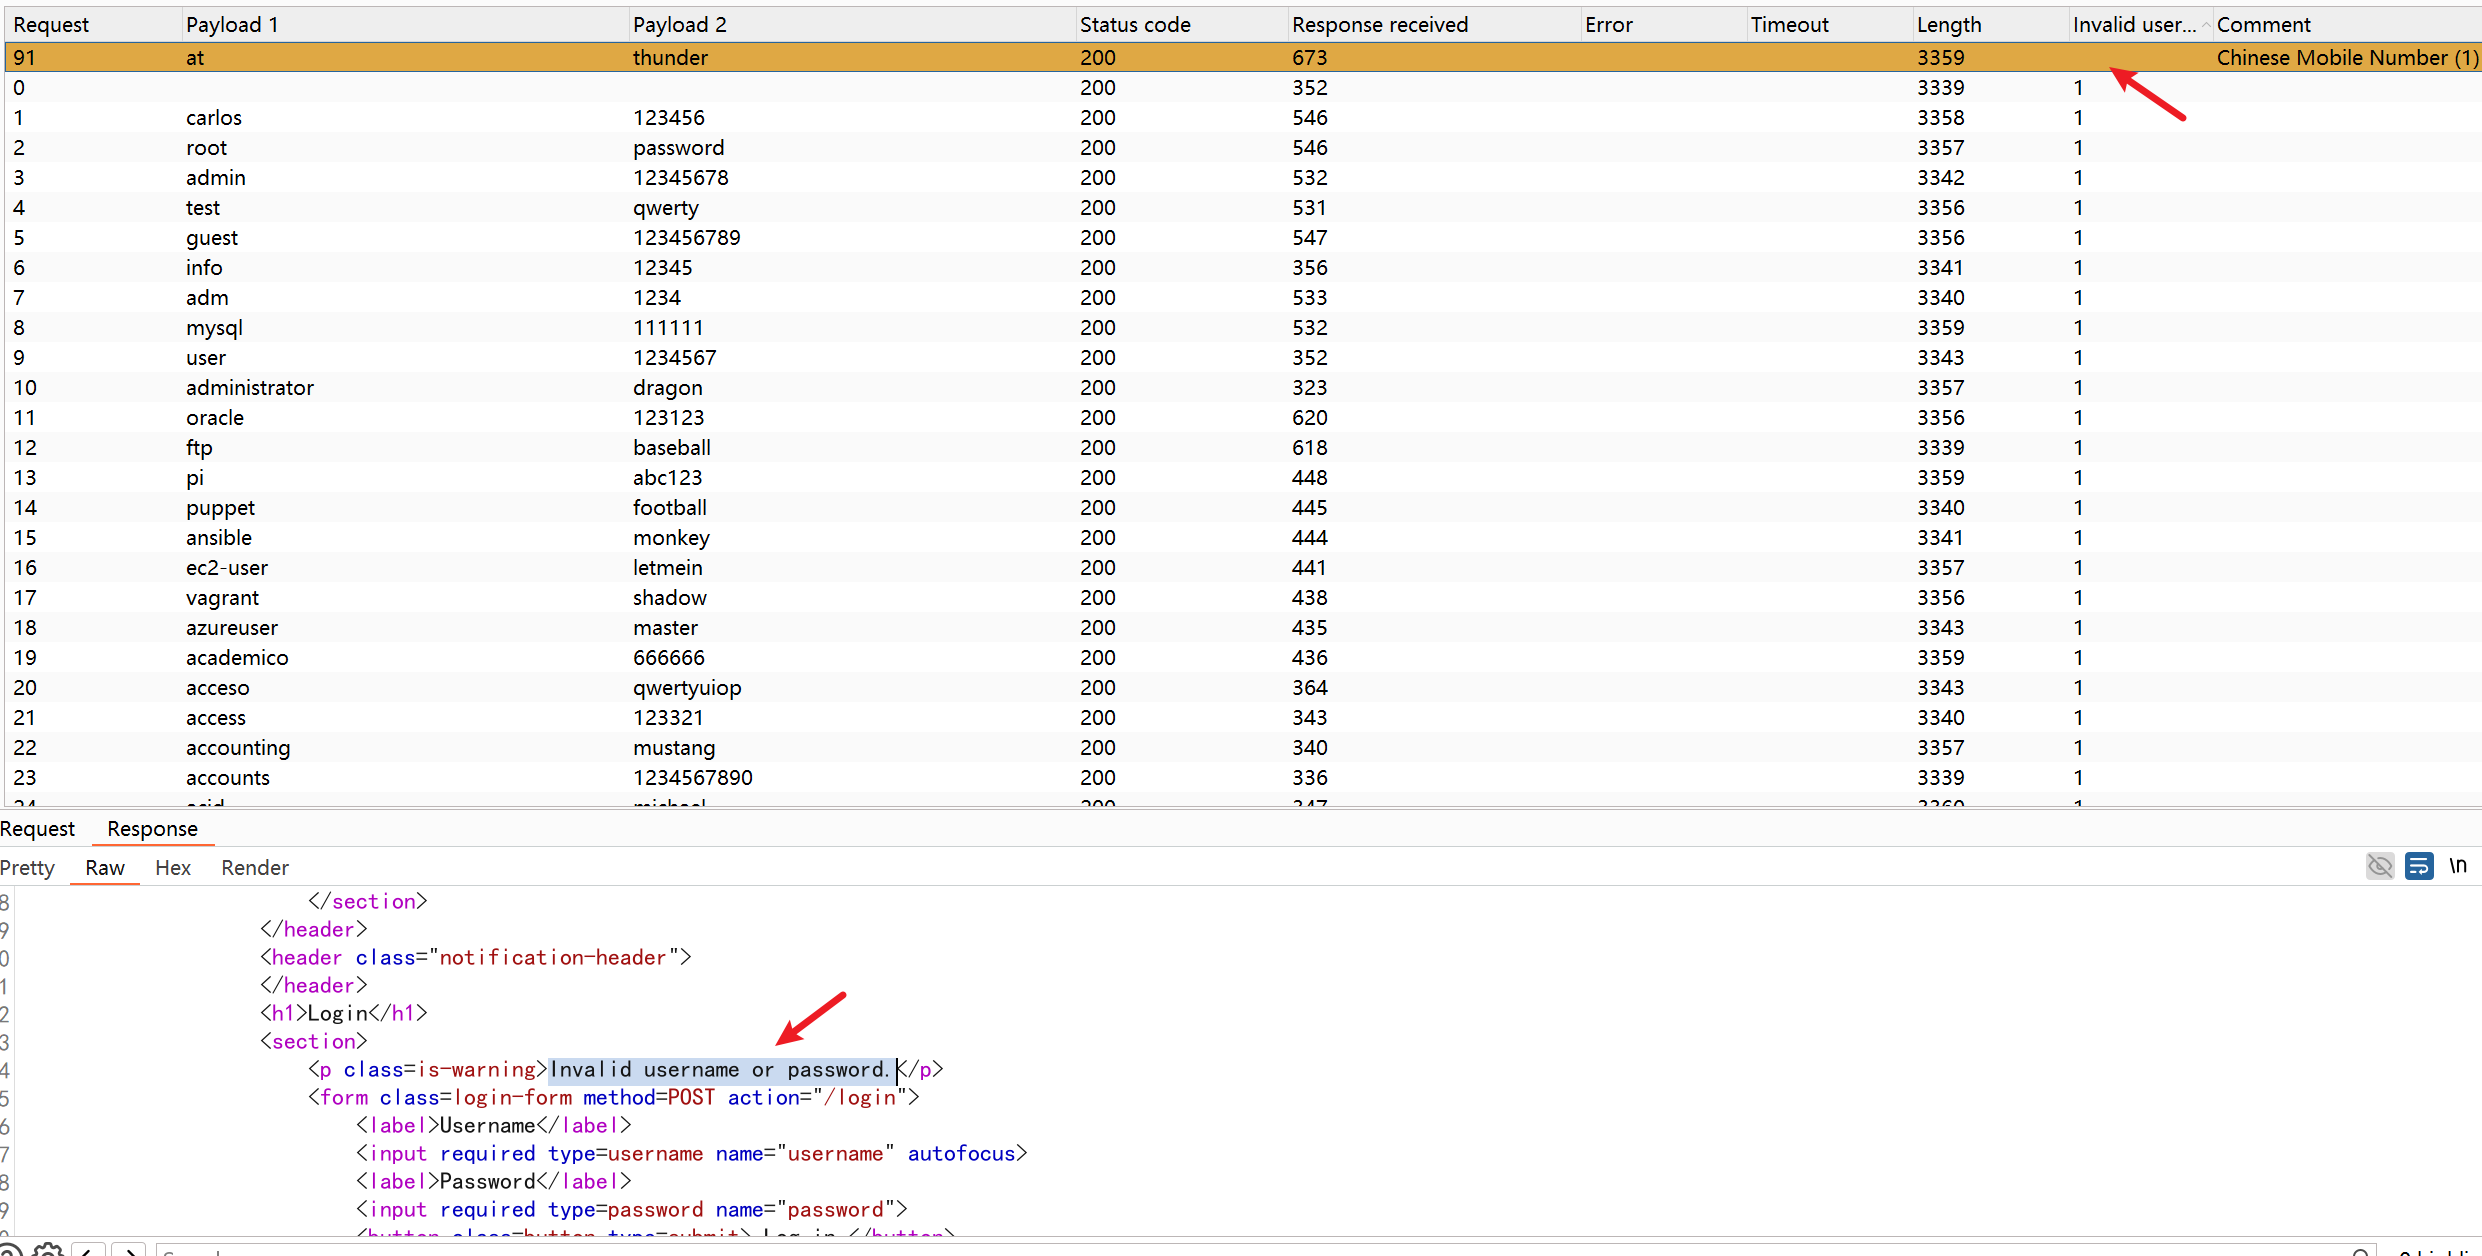 Request Payload 1 Payload 2 Status code Response received Error Timeout Length Invalid user... Comment
91 at thunder 200 673 3359 Chinese Mobile Number (1)
0 200 352 3339 1
1 carlos 123456 200 546 3358 1
2 root password 200 546 3357 1
3 admin 12345678 200 532 3342 1
4 test qwerty 200 531 3356 1
5 guest 123456789 200 547 3356 1
6 info 12345 200 356 3341 1
7 adm 1234 200 533 3340 1
8 mysql 111111 200 532 3359 1
9 user 1234567 200 352 3343 1
10 administrator dragon 200 323 3357 1
11 oracle 123123 200 620 3356 1
12 ftp baseball 200 618 3339 1
13 pi abc123 200 448 3359 1
14 puppet football 200 445 3340 1
15 ansible monkey 200 444 3341 1
16 ec2-user letmein 200 441 3357 1
17 vagrant shadow 200 438 3356 1
18 azureuser master 200 435 3343 1
19 academico 666666 200 436 3359 1
20 acceso qwertyuiop 200 364 3343 1
21 access 123321 200 343 3340 1
22 accounting mustang 200 340 3357 1
23 accounts 1234567890 200 336 3339 1
Request Response
Pretty Raw Hex Render \n
8 </section>
9 </header>
0 <header class="notification-header">
1 </header>
2 <h1>Login</h1>
3 <section>
4 <p class=is-warning>Invalid username or password. </p>
5 <form class=login-form method=POST action="/login">
6 <label>Username</label>
7 <input required type=username name="username" autofocus>
8 <label>Password</label>
9 <input required type=password name="password">
<button class=button type=submit> Log in </button>